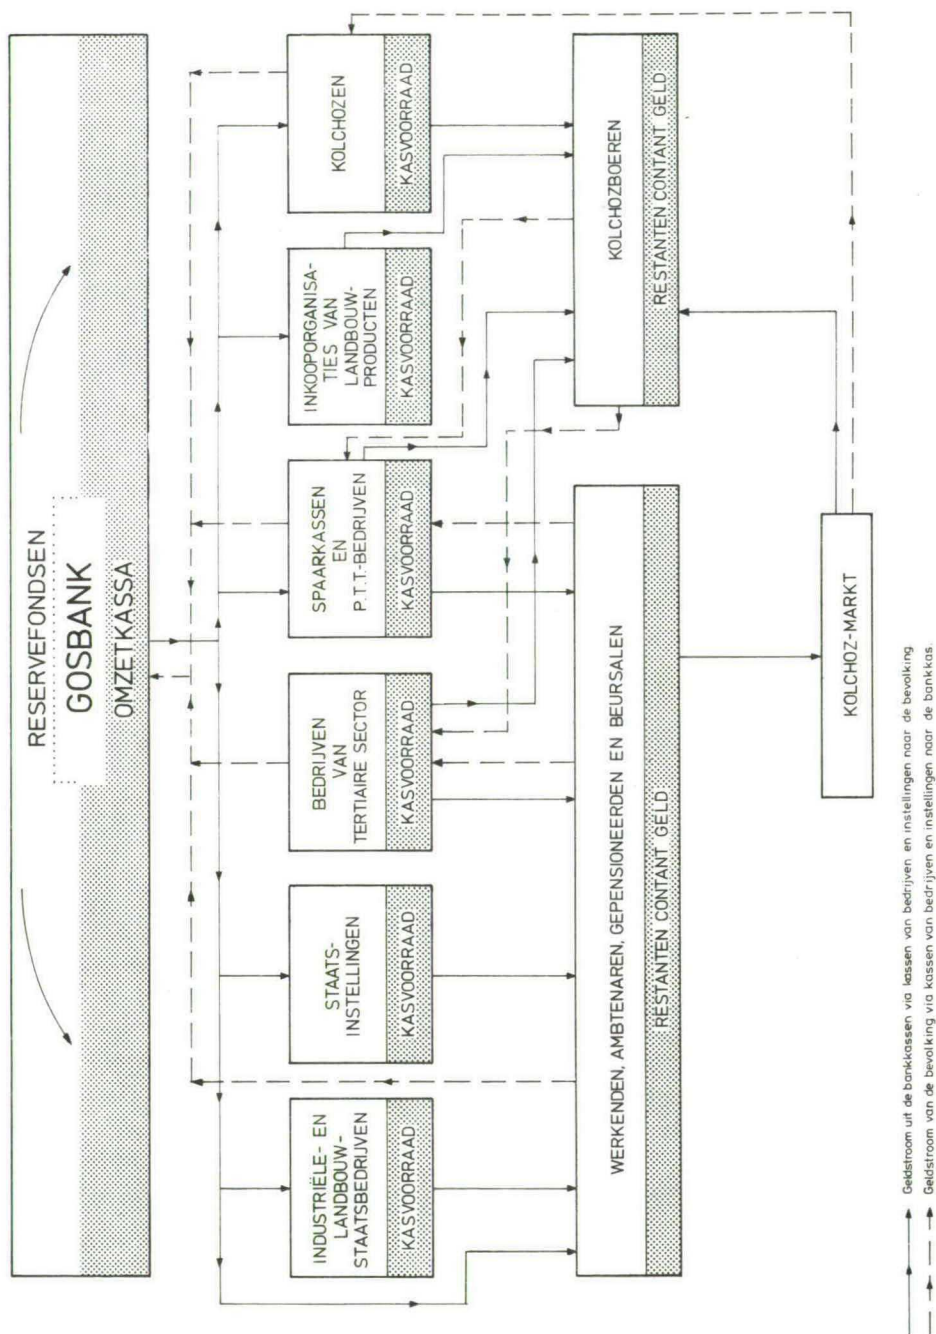 RESERVEFONDSEN
GOSBANK
OMZETKASSA
INDUSTRIËLE- EN
LANDBOUW-
STAATSBEDRIJVEN
KASVOORRAAD
STAATS-
INSTELLINGEN
KASVOORRAAD
BEDRIJVEN
VAN
TERTIAIRE SECTOR
KASVOORRAAD
SPAARKASSEN
EN
P.T.T.-BEDRIJVEN
KASVOORRAAD
INKOOPORGANISA-
TIES VAN
LANDBOUW-
PRODUCTEN
KASVOORRAAD
KOLCHOZEN
KASVOORRAAD
WERKENDEN, AMBTENAREN, GEPENSIONEERDEN EN BEURSALEN
RESTANTEN CONTANT GELD
KOLCHOZBOEREN
RESTANTEN CONTANT GELD
KOLCHOZ-MARKT
Geldstroom uit de bankkassen via lassen van bedrijven en instellingen naar de bevolking
Geldstroom van de bevolking via kassen van bedrijven en instellingen naar de bankkas.